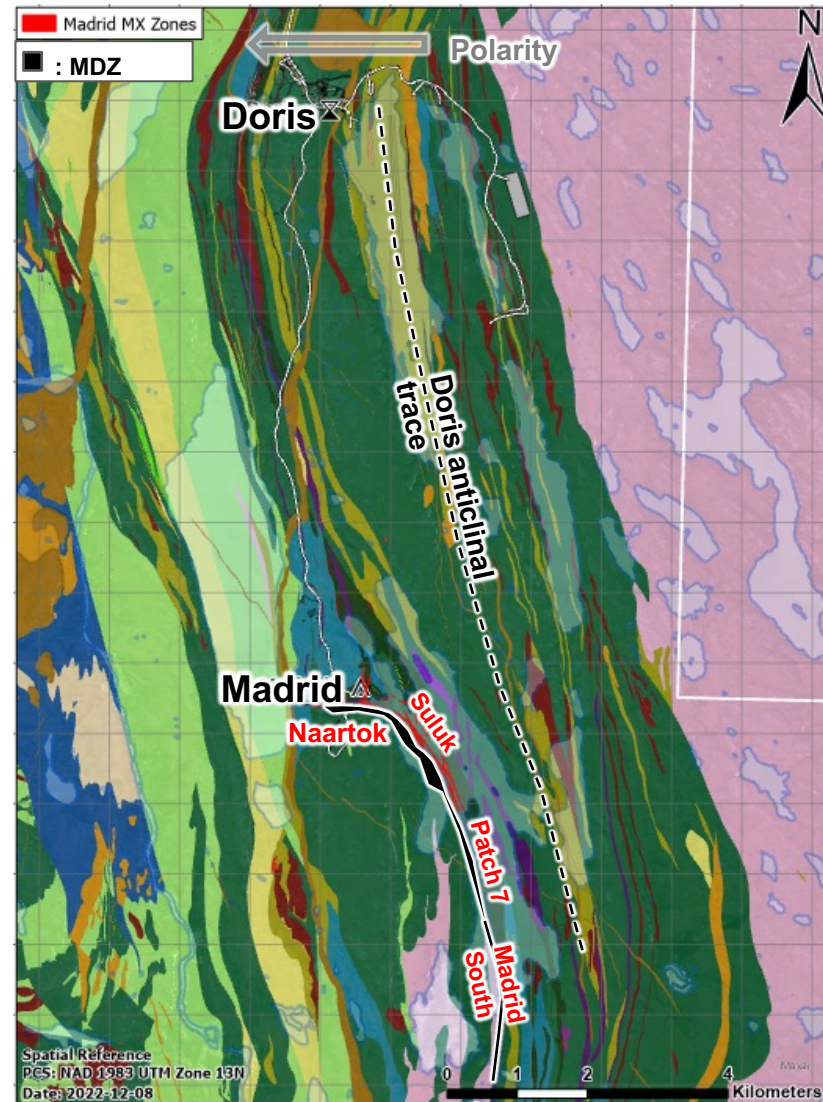 Madrid MX Zones
: MDZ
Polarity
N
Doris
Doris anticlinal
trace
Madrid
Naartok
Suluk
Patch 7
Madrid
South
Spatial Reference
PCS: NAD 1983 UTM Zone 13N
Date: 2022-12-08
Maxar
0 1 2 4
Kilometers